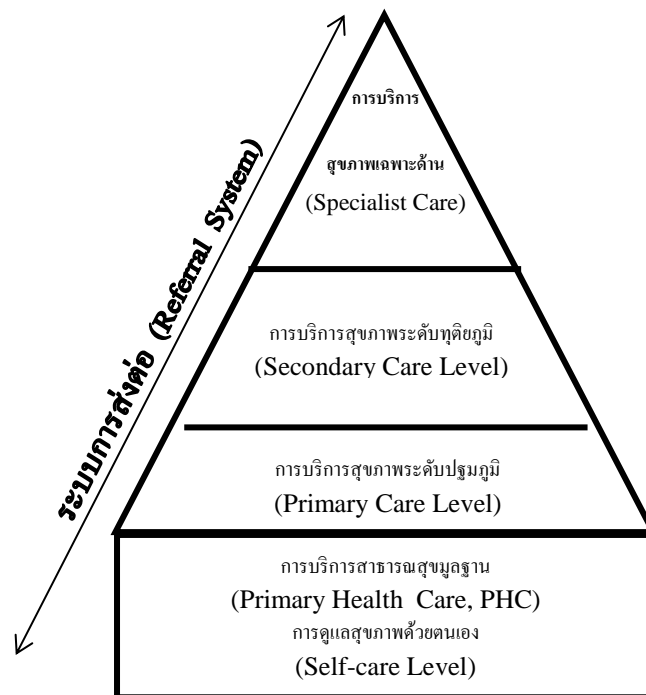 ระบบการส่งต่อ (Referral System)
การบริการ
สุขภาพเฉพาะด้าน
(Specialist Care)
การบริการสุขภาพระดับทุติยภูมิ
(Secondary Care Level)
การบริการสุขภาพระดับปฐมภูมิ
(Primary Care Level)
การบริการสาธารณสุขมูลฐาน
(Primary Health Care, PHC)
การดูแลสุขภาพด้วยตนเอง
(Self-care Level)